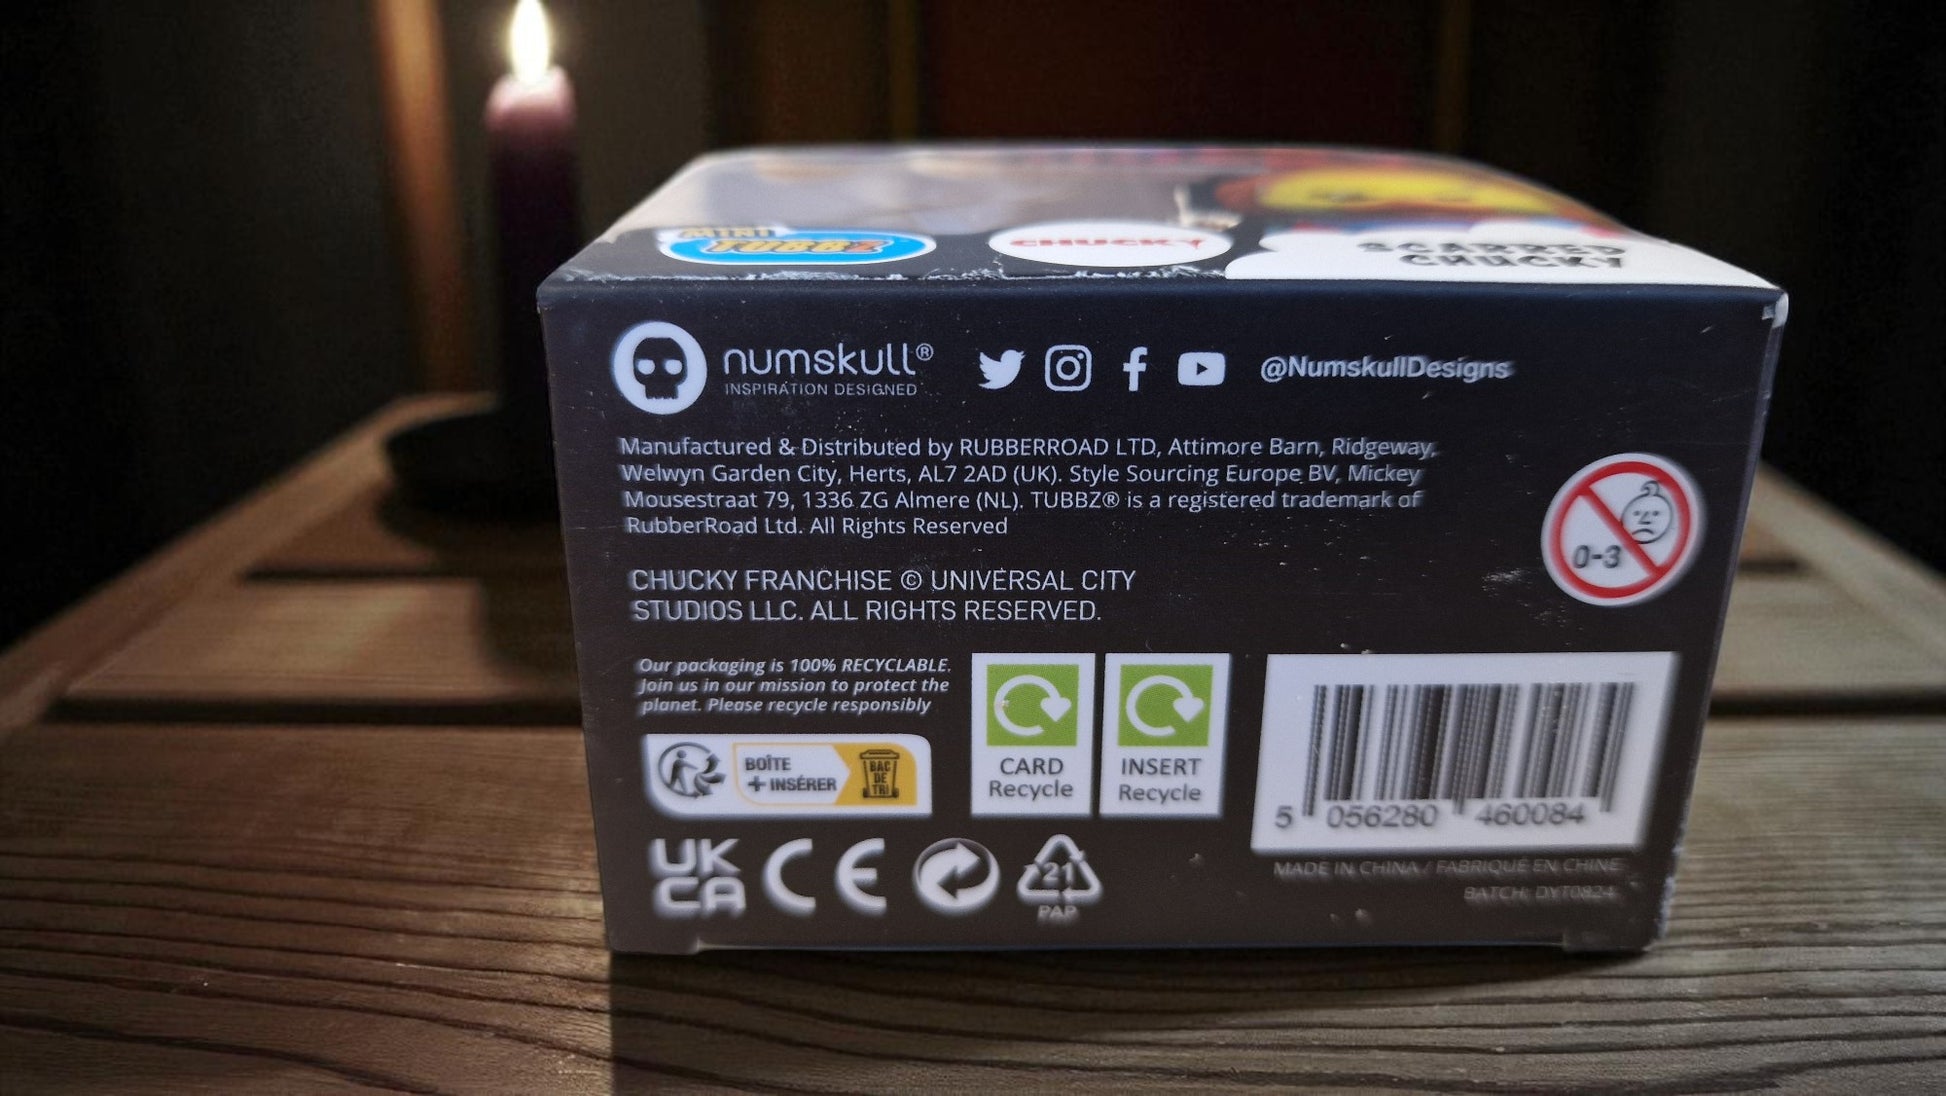 MINI
TUBBZ
CHUCKY
SCARRED
CHUCKY
numskull®
INSPIRATION DESIGNED
@NumskullDesigns
Manufactured & Distributed by RUBBERROAD LTD, Attimore Barn, Ridgeway,
Welwyn Garden City, Herts, AL7 2AD (UK). Style Sourcing Europe BV, Mickey
Mousestraat 79, 1336 ZG Almere (NL). TUBBZ® is a registered trademark of
RubberRoad Ltd. All Rights Reserved
0-3
CHUCKY FRANCHISE © UNIVERSAL CITY
STUDIOS LLC. ALL RIGHTS RESERVED.
Our packaging is 100% RECYCLABLE.
Join us in our mission to protect the
planet. Please recycle responsibly
BOÎTE
+ INSÉRER
BAC
DE
TRI
CARD
Recycle
INSERT
Recycle
5 056280 460084
UK
CA
CE
21
PAP
MADE IN CHINA / FABRIQUÉ EN CHINE
BATCH: DYT0824